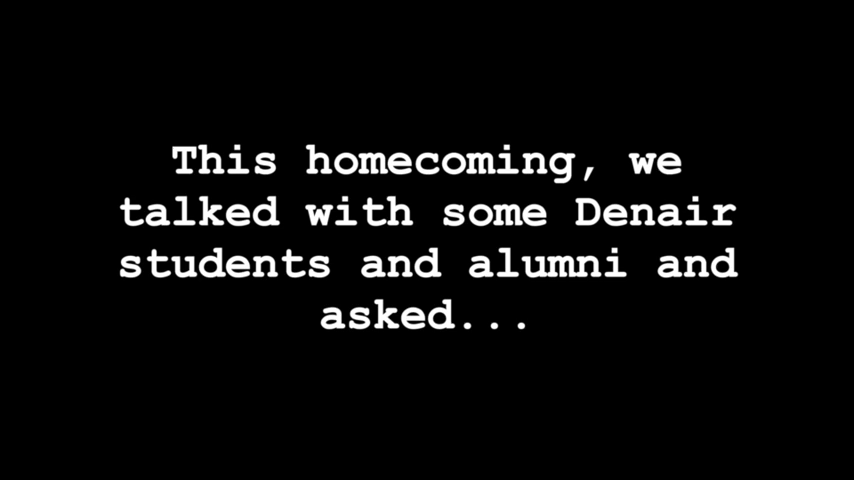 This homecoming, we
talked with some Denair
students and alumni and
asked...